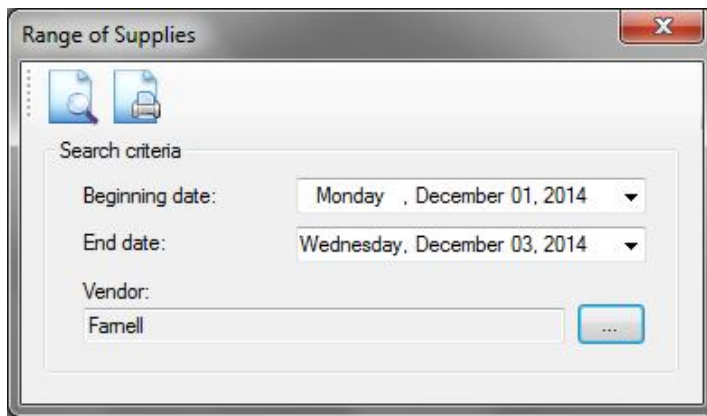 Range of Supplies
Search criteria
Beginning date: Monday , December 01, 2014
End date: Wednesday, December 03, 2014
Vendor:
Farnell
...